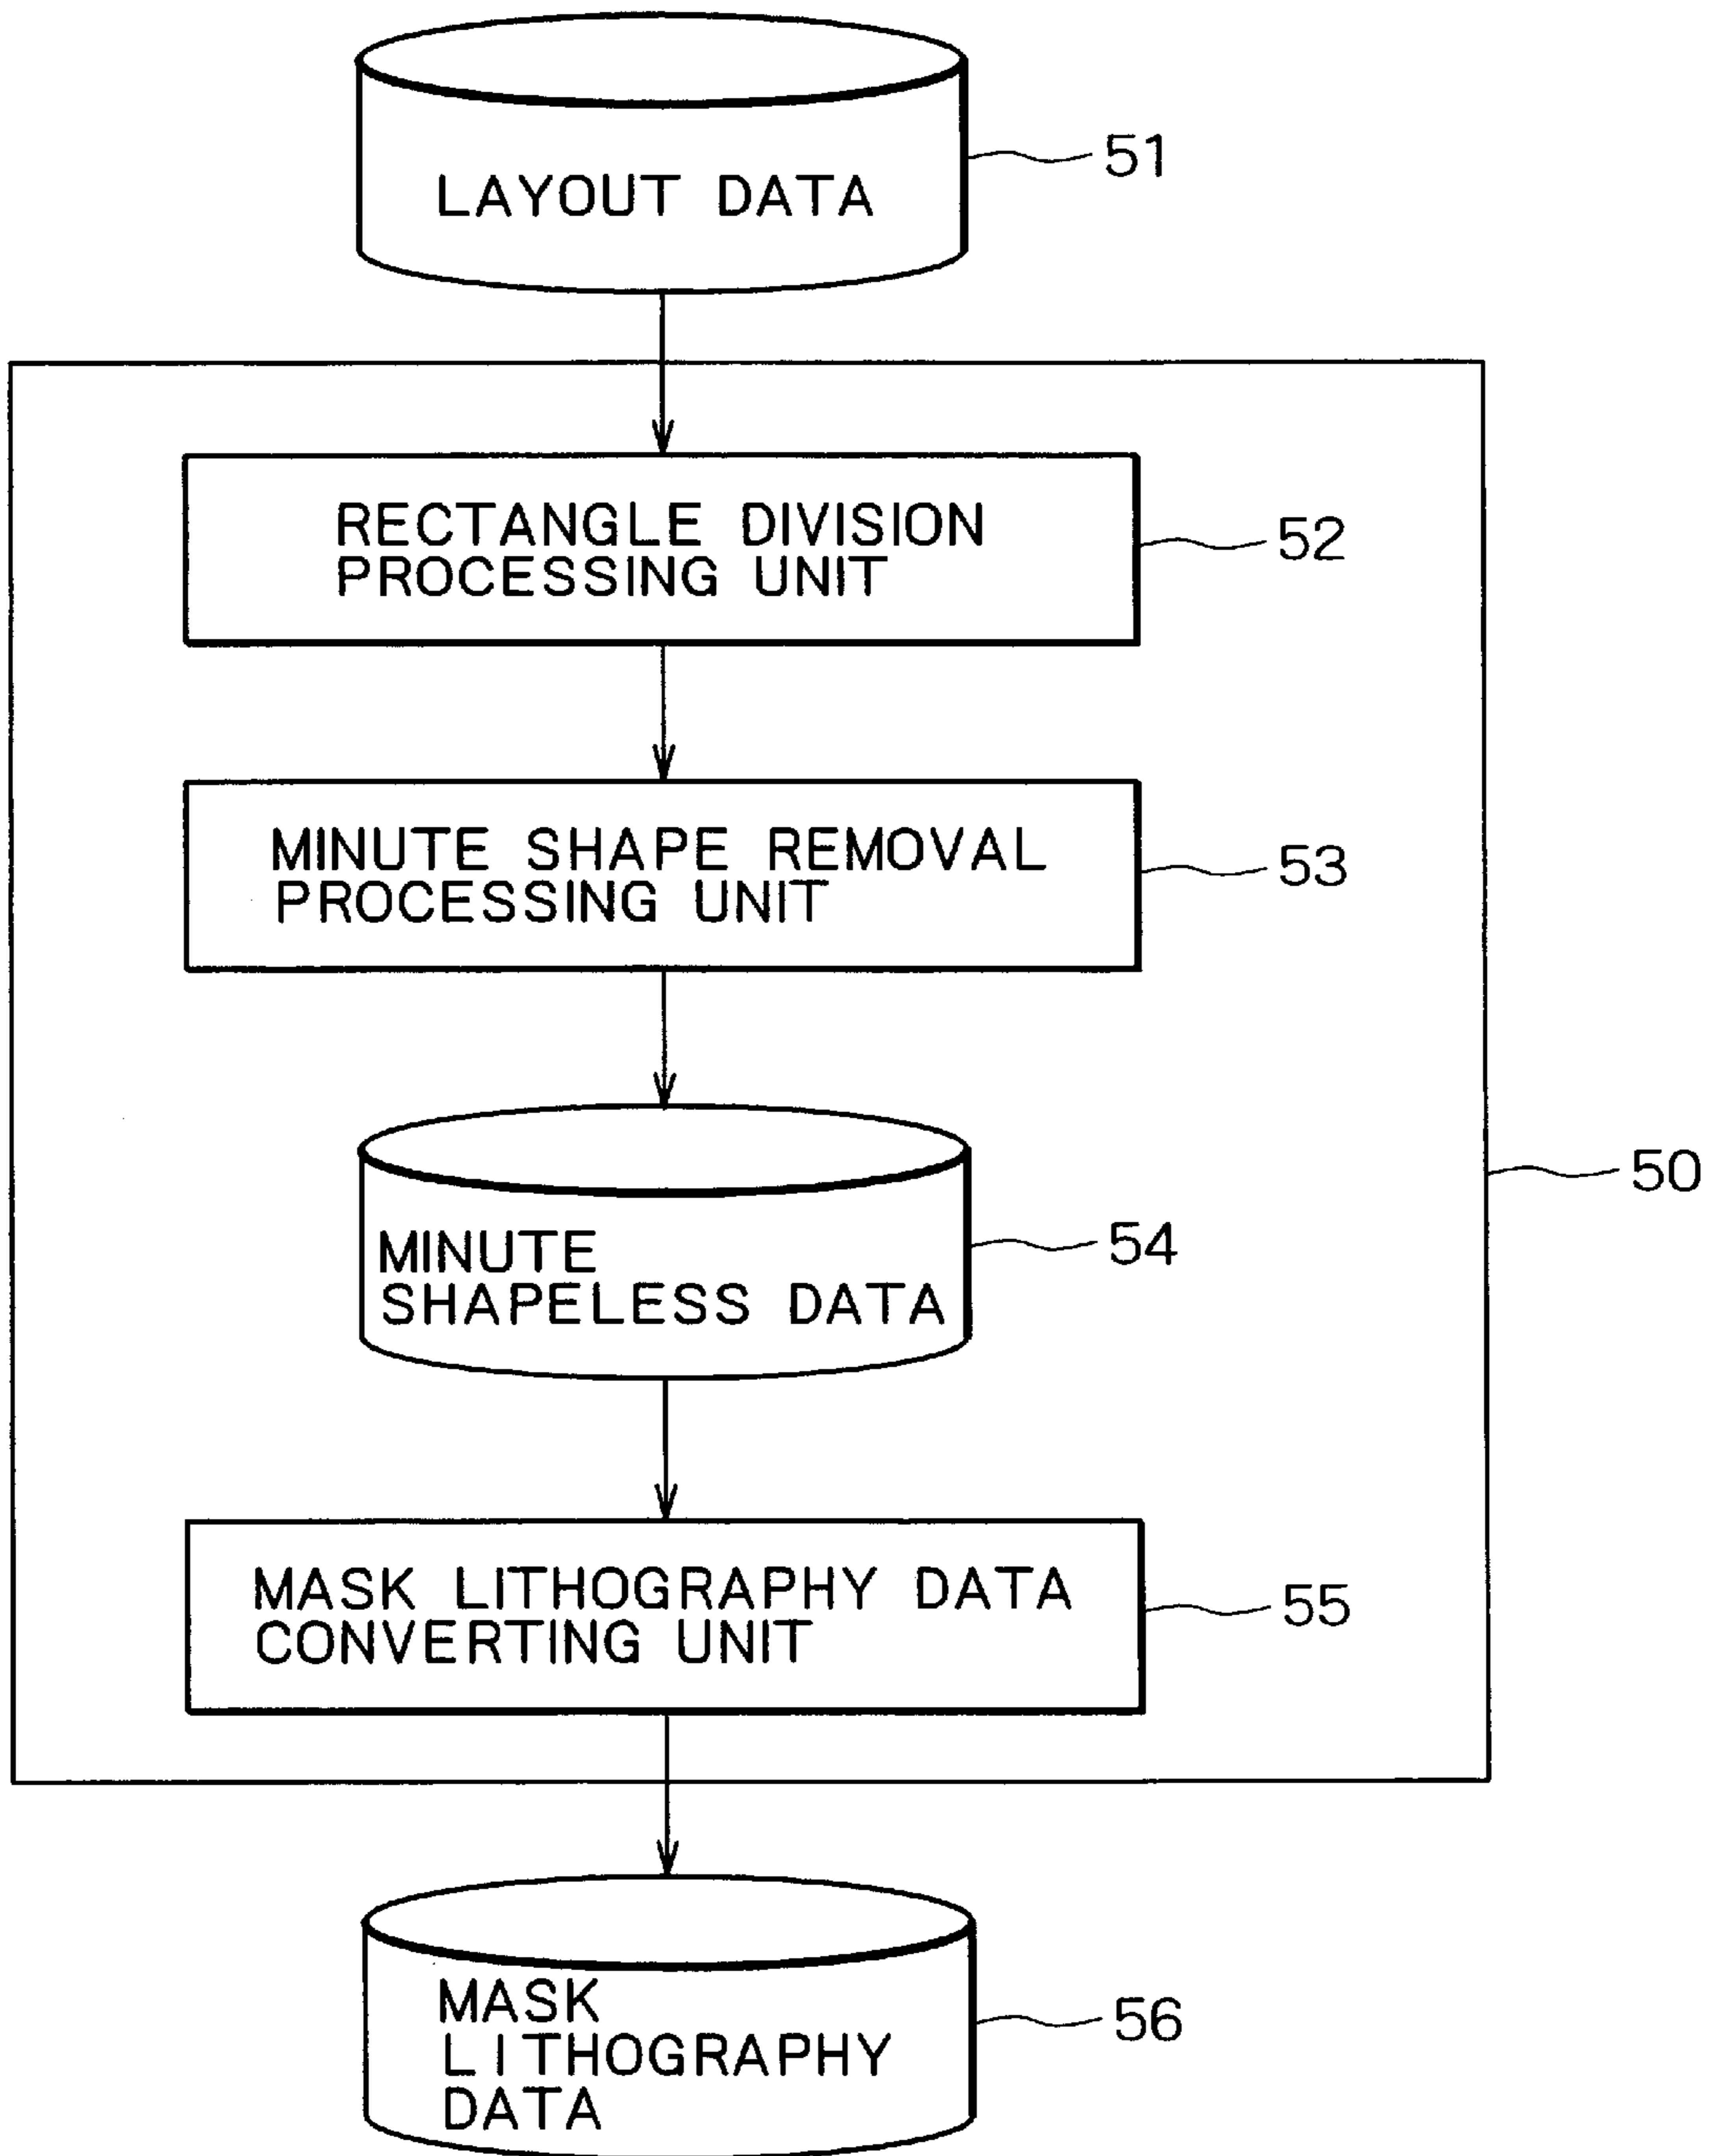 LAYOUT DATA
51
RECTANGLE DIVISION
PROCESSING UNIT
52
MINUTE SHAPE REMOVAL
PROCESSING UNIT
53
MINUTE
SHAPELESS DATA
54
50
MASK LITHOGRAPHY DATA
CONVERTING UNIT
55
MASK
LITHOGRAPHY
DATA
56